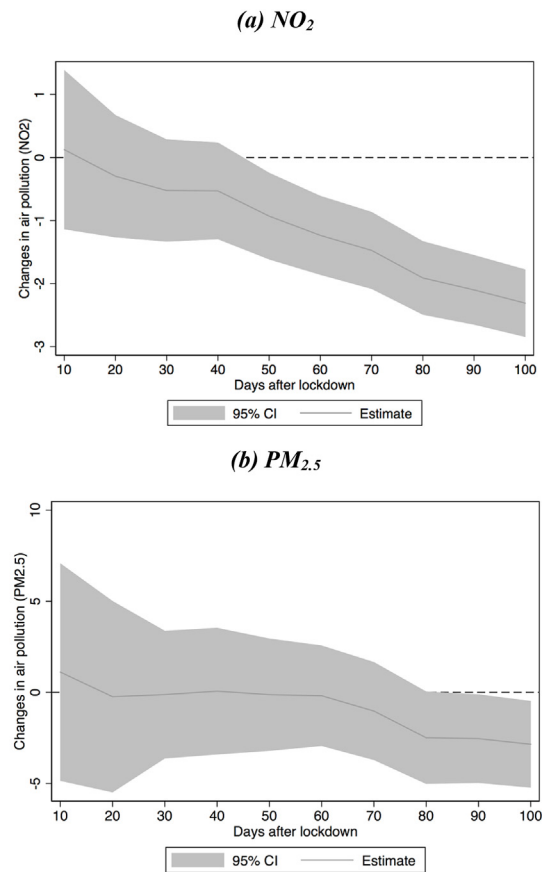 (a) NO2
Changes in air pollution (NO2)
1
0
-1
-2
-3
10 20 30 40 50 60 70 80 90 100
Days after lockdown
95% CI Estimate
(b) PM2.5
Changes in air pollution (PM2.5)
10
5
0
-5
10 20 30 40 50 60 70 80 90 100
Days after lockdown
95% CI Estimate